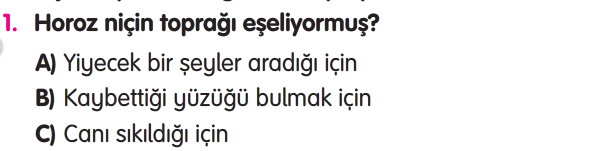 1. Horoz niçin toprağı eşeliyormuş?
A) Yiyecek bir şeyler aradığı için
B) Kaybettiği yüzüğü bulmak için
C) Canı sıkıldığı için